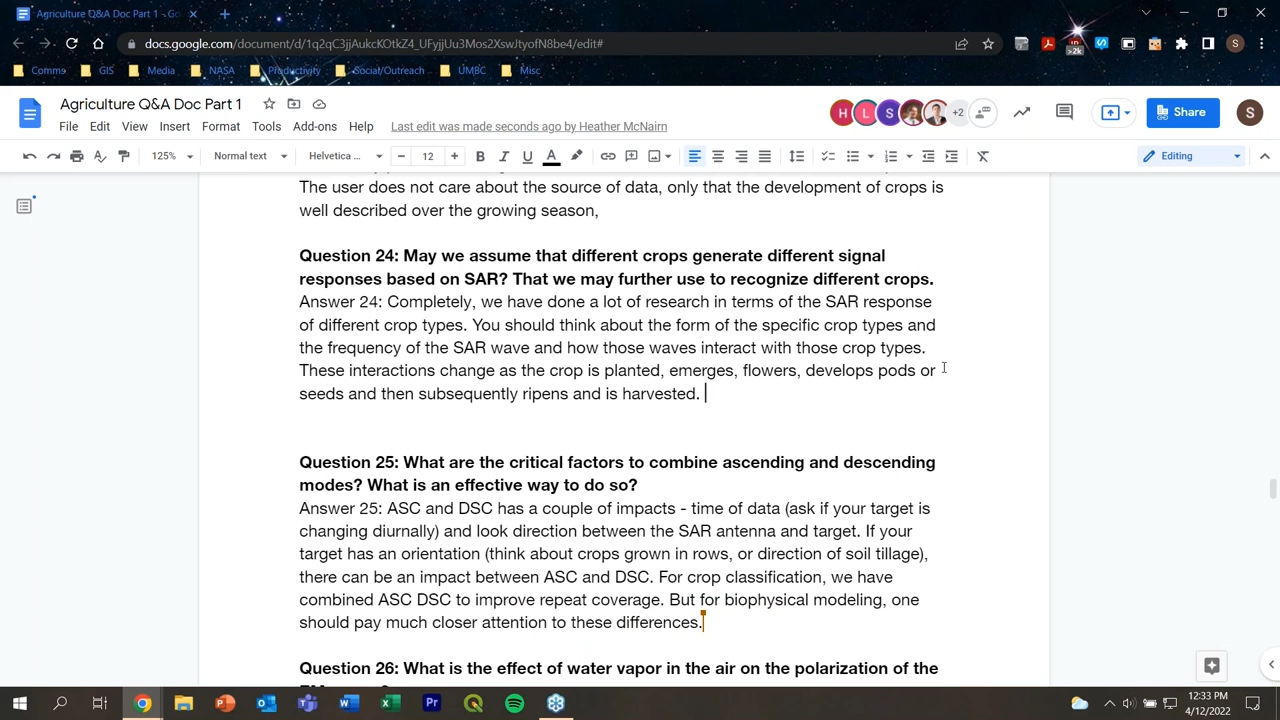 Agriculture Q&A Doc Part 1 - Go
docs.google.com/document/d/1q2qC3jjAukcKOtkZ4_UFyjjUu3Mos2XswJtyofN8be4/edit#
>2k
S
Comms
GIS
Media
NASA
Productivity
Social/Outreach
UMBC
Misc
Agriculture Q&A Doc Part 1
H
L
S
+2
Share
S
File
Edit
View
Insert
Format
Tools
Add-ons
Help
Last edit was made seconds ago by Heather McNairn
125%
Normal text
Helvetica ...
12
B
I
U
A
Editing
The user does not care about the source of data, only that the development of crops is
well described over the growing season,
Question 24: May we assume that different crops generate different signal
responses based on SAR? That we may further use to recognize different crops.
Answer 24: Completely, we have done a lot of research in terms of the SAR response
of different crop types. You should think about the form of the specific crop types and
the frequency of the SAR wave and how those waves interact with those crop types.
These interactions change as the crop is planted, emerges, flowers, develops pods or
seeds and then subsequently ripens and is harvested.
Question 25: What are the critical factors to combine ascending and descending
modes? What is an effective way to do so?
Answer 25: ASC and DSC has a couple of impacts - time of data (ask if your target is
changing diurnally) and look direction between the SAR antenna and target. If your
target has an orientation (think about crops grown in rows, or direction of soil tillage),
there can be an impact between ASC and DSC. For crop classification, we have
combined ASC DSC to improve repeat coverage. But for biophysical modeling, one
should pay much closer attention to these differences.
Question 26: What is the effect of water vapor in the air on the polarization of the
12:33 PM
4/12/2022